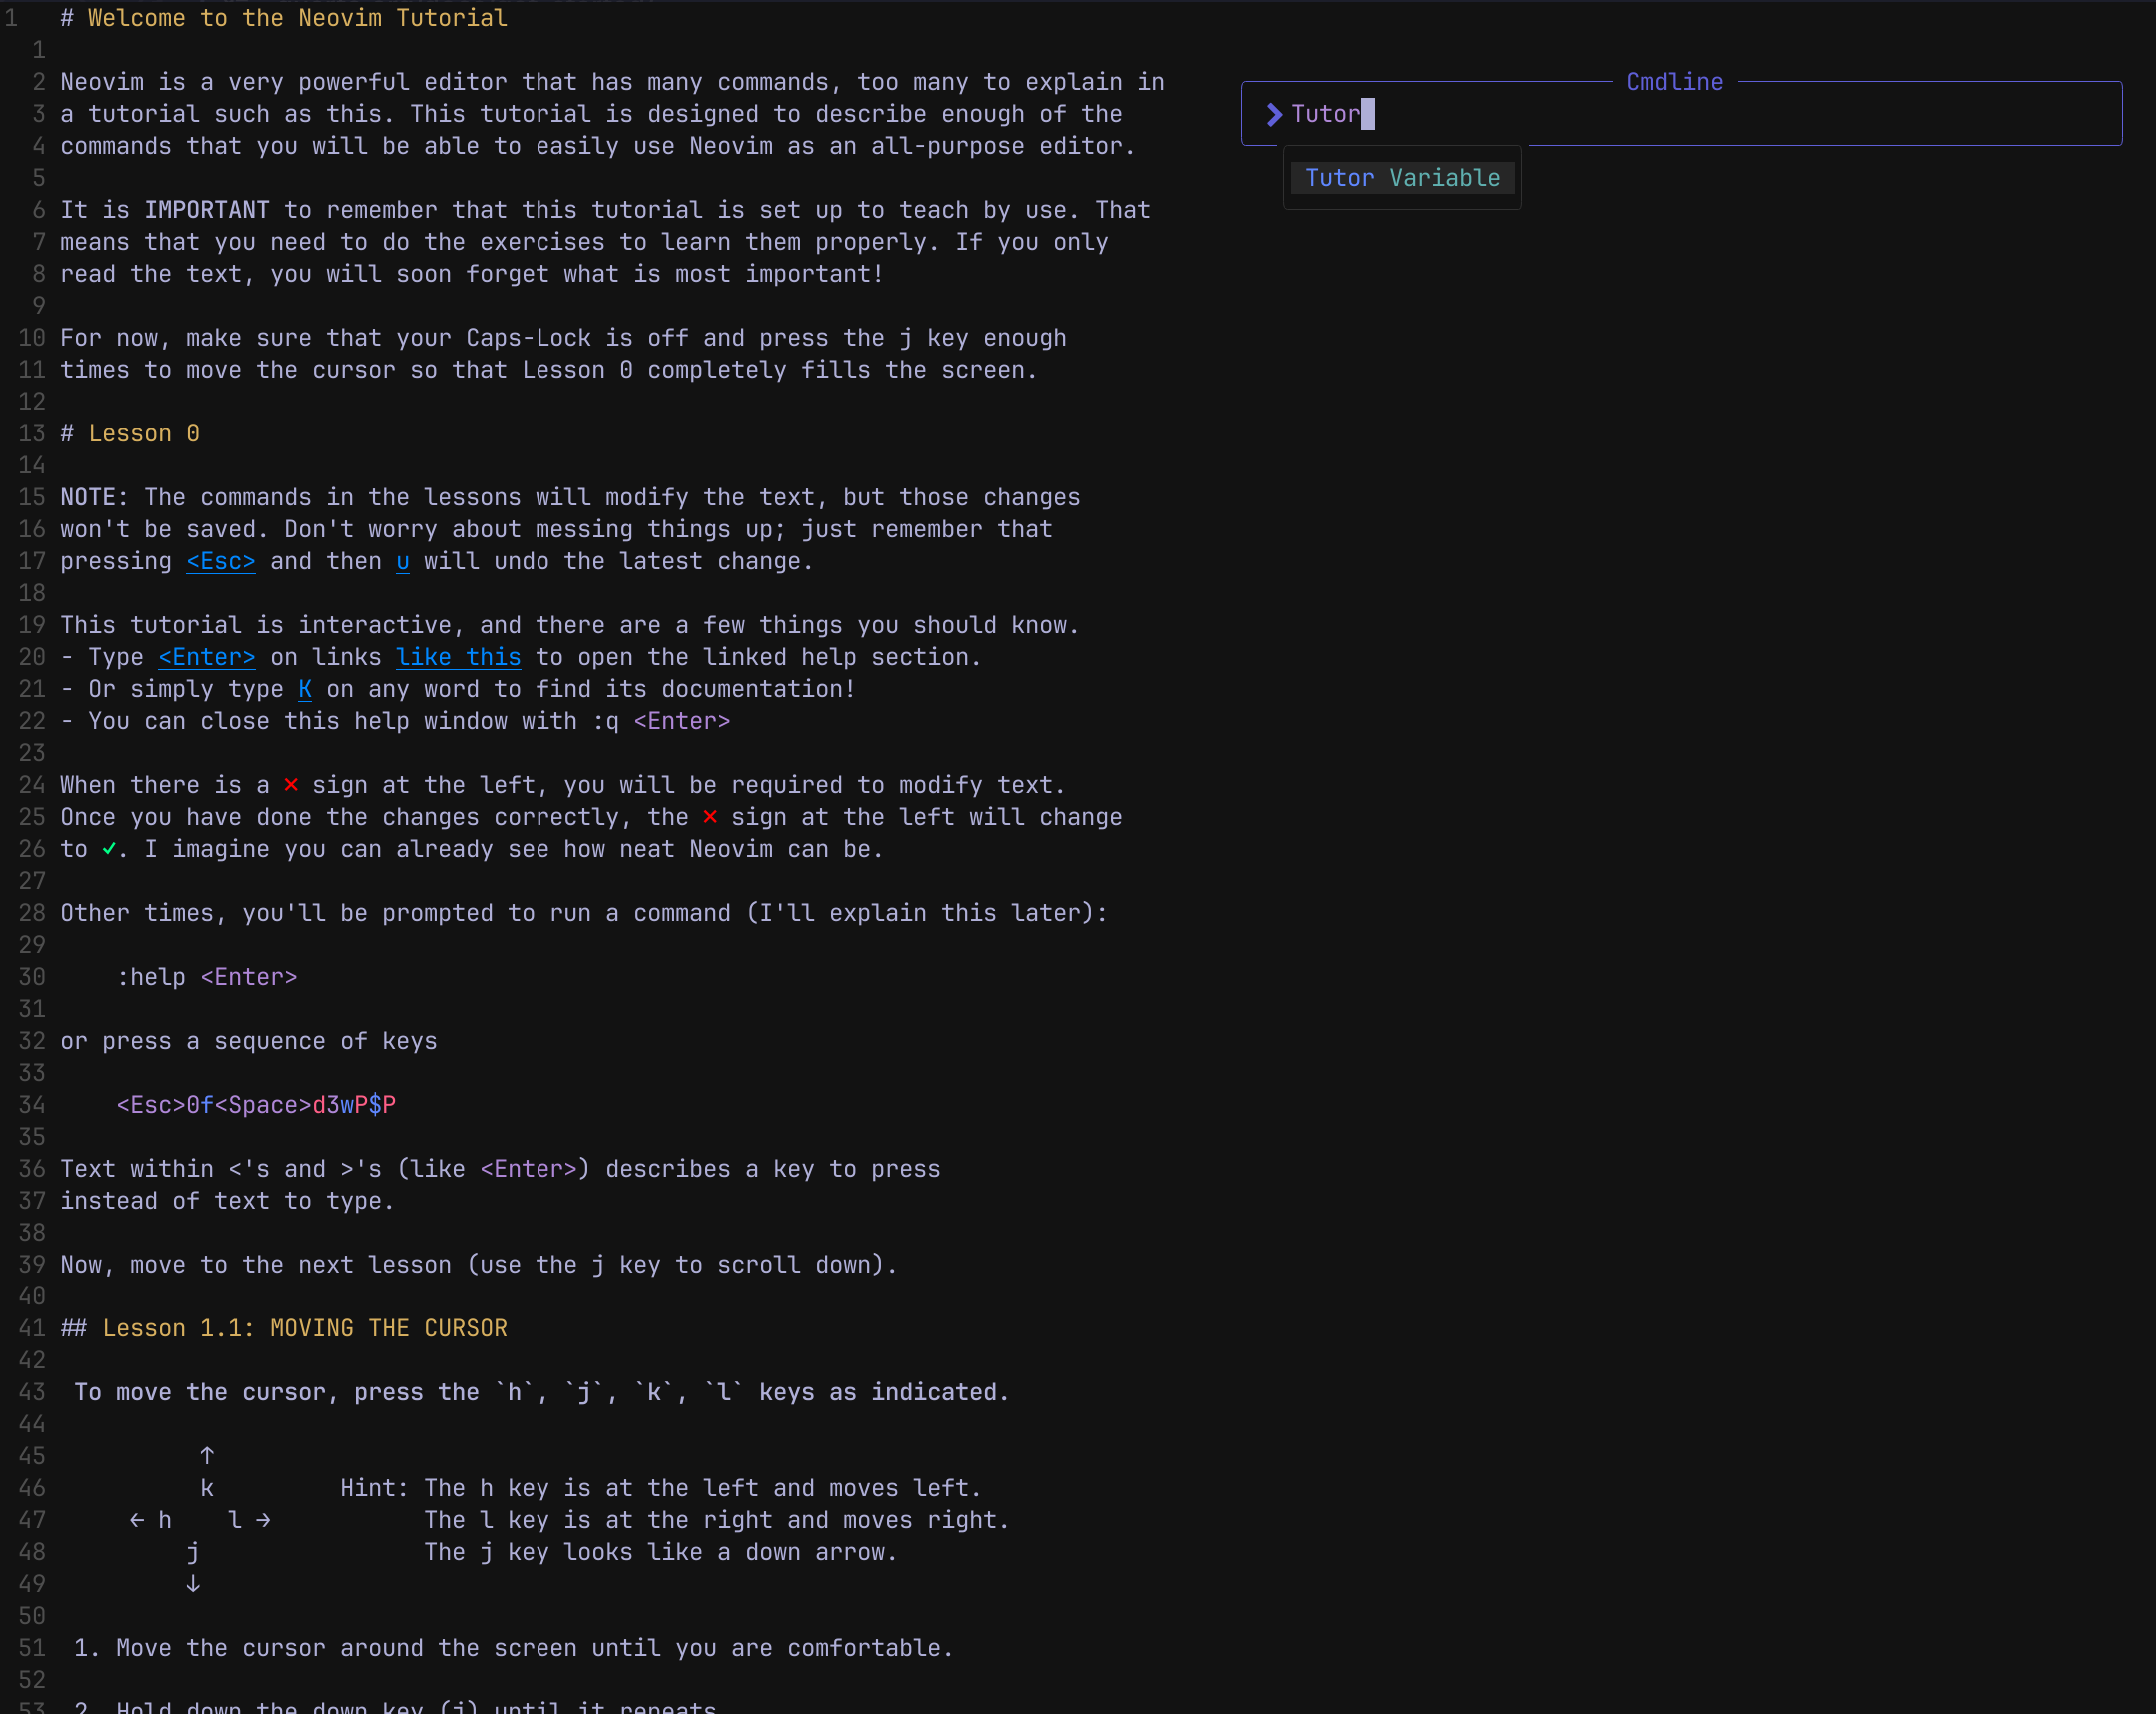 1 # Welcome to the Neovim Tutorial
1
2 Neovim is a very powerful editor that has many commands, too many to explain in
3 a tutorial such as this. This tutorial is designed to describe enough of the
4 commands that you will be able to easily use Neovim as an all-purpose editor.
5
6 It is IMPORTANT to remember that this tutorial is set up to teach by use. That
7 means that you need to do the exercises to learn them properly. If you only
8 read the text, you will soon forget what is most important!
9
10 For now, make sure that your Caps-Lock is off and press the j key enough
11 times to move the cursor so that Lesson 0 completely fills the screen.
12
13 # Lesson 0
14
15 NOTE: The commands in the lessons will modify the text, but those changes
16 won't be saved. Don't worry about messing things up; just remember that
17 pressing <Esc> and then u will undo the latest change.
18
19 This tutorial is interactive, and there are a few things you should know.
20 - Type <Enter> on links like this to open the linked help section.
21 - Or simply type K on any word to find its documentation!
22 - You can close this help window with :q <Enter>
23
24 When there is a ✗ sign at the left, you will be required to modify text.
25 Once you have done the changes correctly, the ✗ sign at the left will change
26 to ✓. I imagine you can already see how neat Neovim can be.
27
28 Other times, you'll be prompted to run a command (I'll explain this later):
29
30 :help <Enter>
31
32 or press a sequence of keys
33
34 <Esc>0f<Space>d3wP$P
35
36 Text within <'s and >'s (like <Enter>) describes a key to press
37 instead of text to type.
38
39 Now, move to the next lesson (use the j key to scroll down).
40
41 ## Lesson 1.1: MOVING THE CURSOR
42
43 To move the cursor, press the `h`, `j`, `k`, `l` keys as indicated.
44
45 ↑
46 k Hint: The h key is at the left and moves left.
47 ← h l → The l key is at the right and moves right.
48 j The j key looks like a down arrow.
49 ↓
50
51 1. Move the cursor around the screen until you are comfortable.
52
53 2. Hold down the down key (j) until it repeats.
Cmdline
Tutor
Tutor Variable